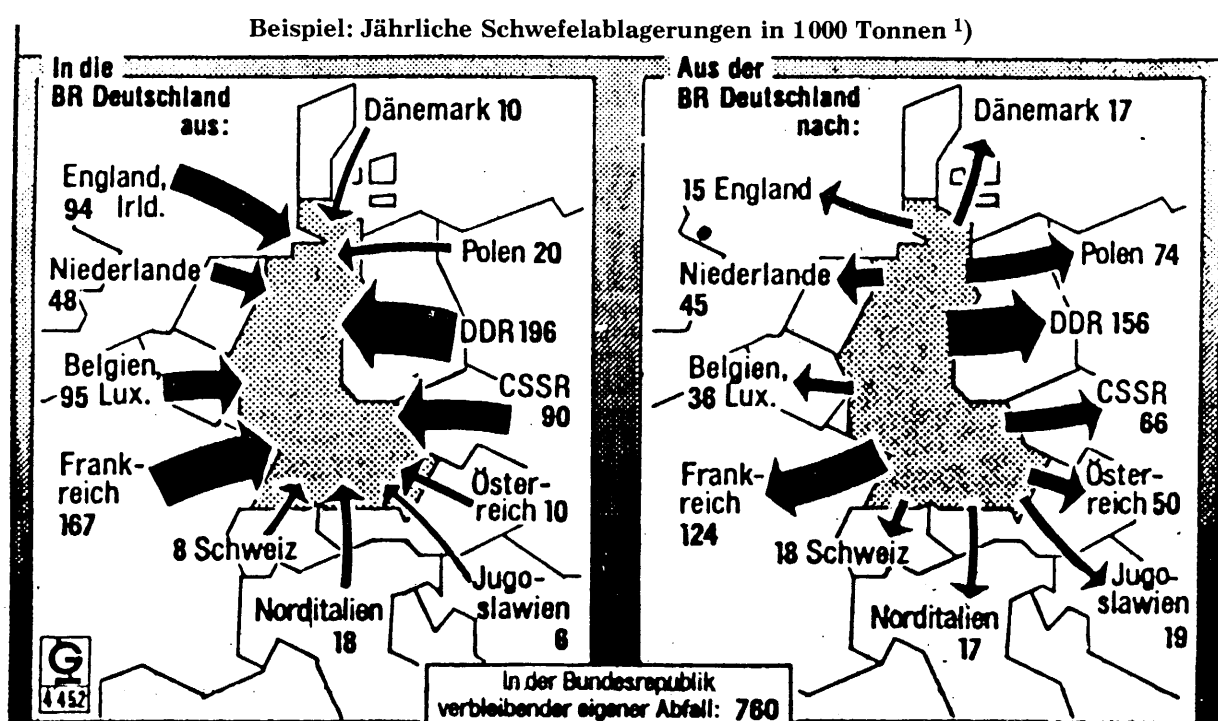 Beispiel: Jährliche Schwefelablagerungen in 1000 Tonnen ¹)
In die
BR Deutschland
aus:
Dänemark 10
England,
94 Irld.
Polen 20
Niederlande
48
DDR 196
Belgien,
95 Lux.
CSSR
90
Frank-
reich
167
Öster-
reich 10
8 Schweiz
Jugo-
slawien
6
Norditalien
18
Aus der
BR Deutschland
nach:
Dänemark 17
15 England
Polen 74
Niederlande
45
DDR 156
Belgien,
36 Lux.
CSSR
66
Frank-
reich
124
Öster-
reich 50
18 Schweiz
Jugo-
slawien
19
Norditalien
17
G
4452
In der Bundesrepublik
verbleibender eigener Abfall: 760